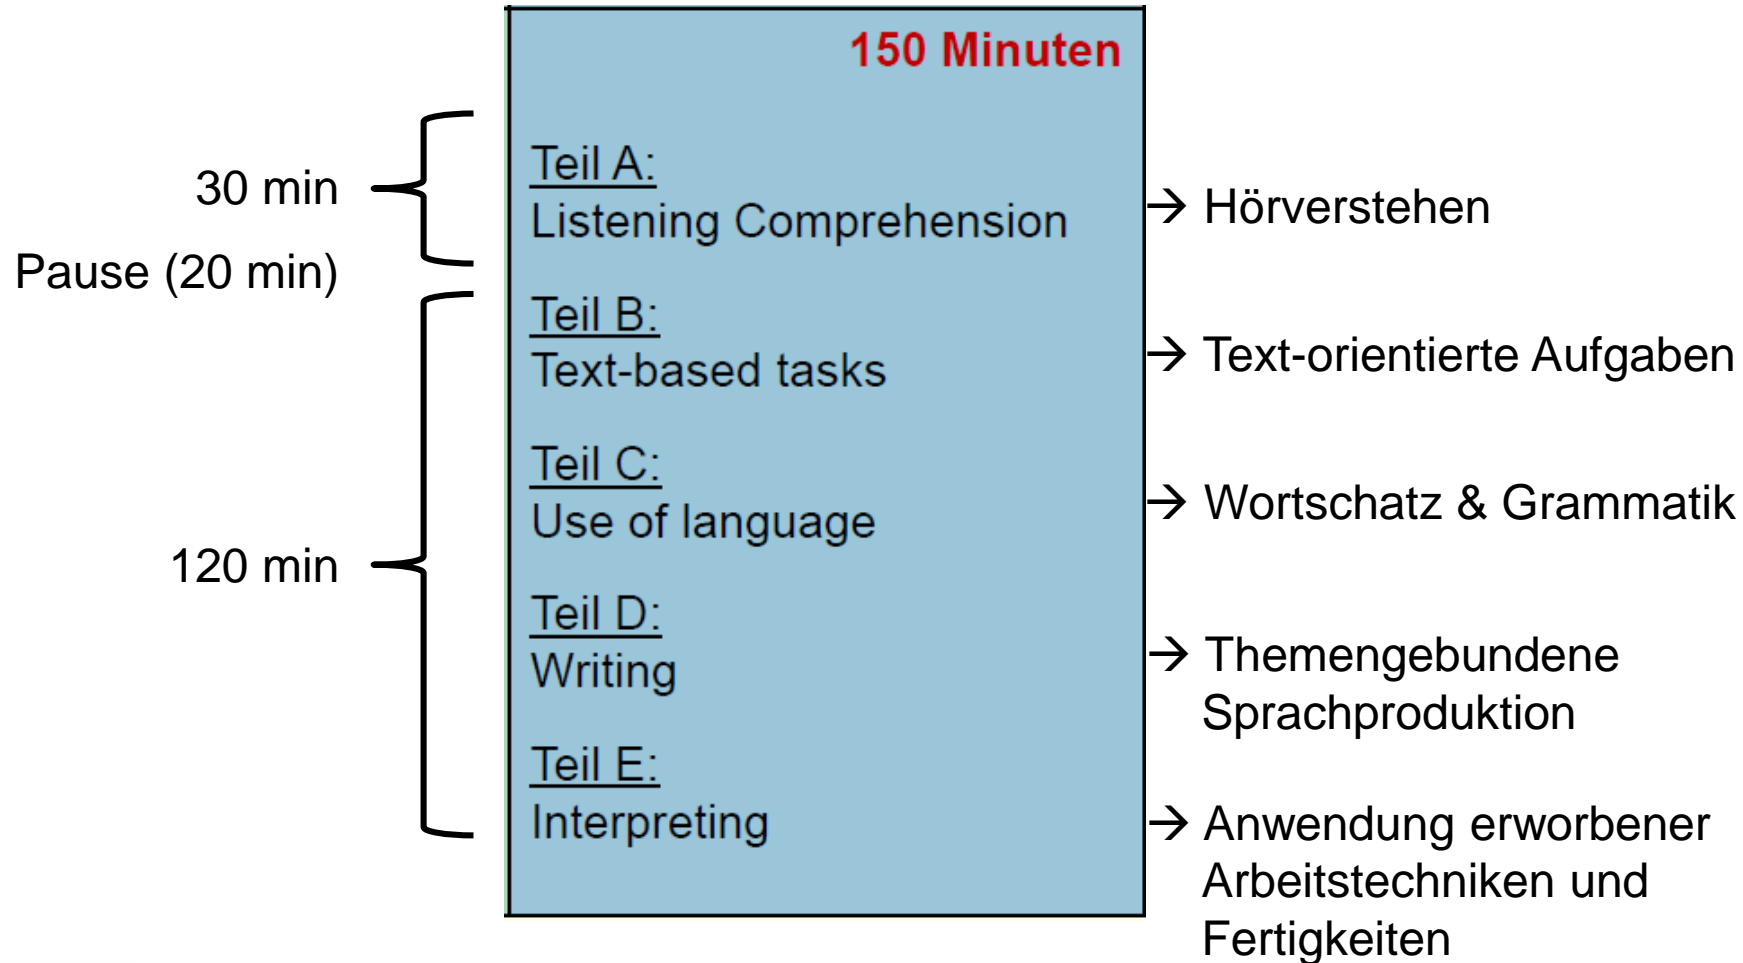 150 Minuten
30 min
Teil A:
Listening Comprehension
→ Hörverstehen
Pause (20 min)
120 min
Teil B:
Text-based tasks
→ Text-orientierte Aufgaben
Teil C:
Use of language
→ Wortschatz & Grammatik
Teil D:
Writing
→ Themengebundene
Sprachproduktion
Teil E:
Interpreting
→ Anwendung erworbener
Arbeitstechniken und
Fertigkeiten